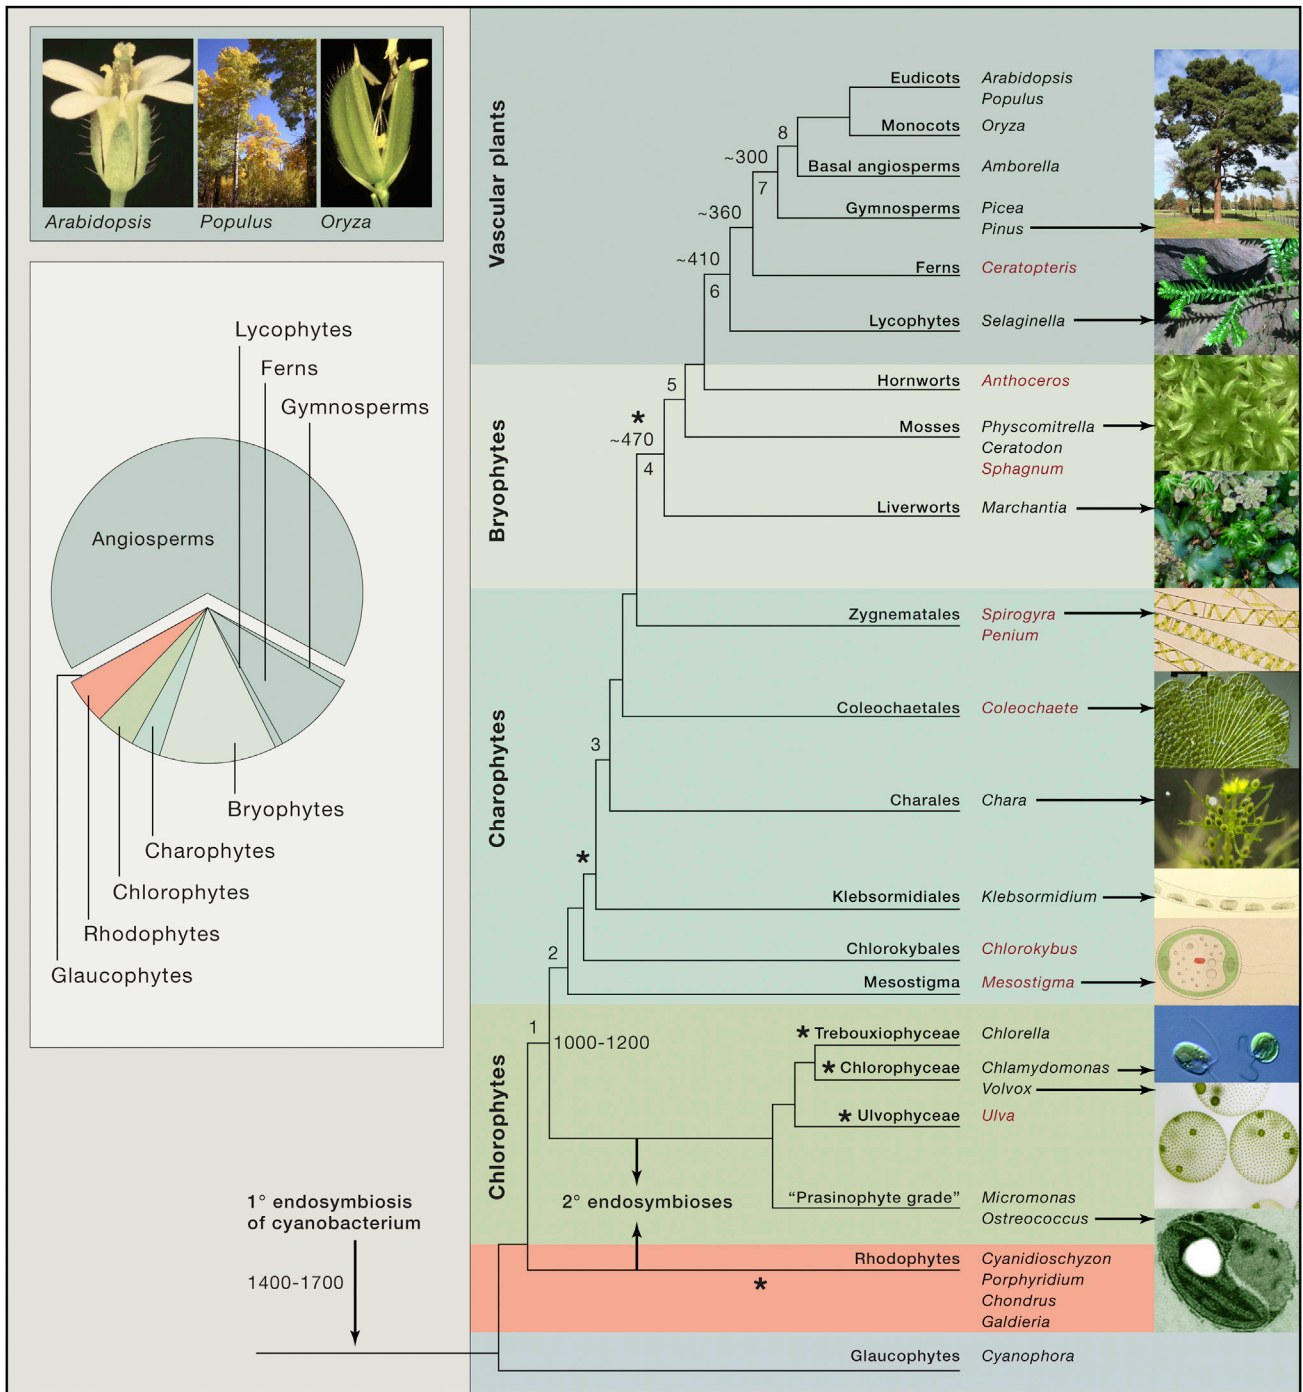 Arabidopsis
Populus
Oryza
Lycophytes
Ferns
Gymnosperms
Angiosperms
Bryophytes
Charophytes
Chlorophytes
Rhodophytes
Glaucophytes
1° endosymbiosis
of cyanobacterium
1400-1700
Vascular plants
Eudicots Arabidopsis
Populus
Monocots Oryza
8
Basal angiosperms Amborella
~300
7
Gymnosperms Picea
Pinus
~360
Ferns Ceratopteris
~410
6
Lycophytes Selaginella
Bryophytes
Hornworts Anthoceros
5
*
Mosses Physcomitrella
Ceratodon
Sphagnum
~470
4
Liverworts Marchantia
Charophytes
Zygnematales Spirogyra
Penium
Coleochaetales Coleochaete
3
Charales Chara
*
Klebsormidiales Klebsormidium
Chlorokybales Chlorokybus
2
Mesostigma Mesostigma
Chlorophytes
1
1000-1200
* Trebouxiophyceae Chlorella
* Chlorophyceae Chlamydomonas
Volvox
* Ulvophyceae Ulva
2° endosymbioses
“Prasinophyte grade” Micromonas
Ostreococcus
Rhodophytes Cyanidioschyzon
*
Porphyridium
Chondrus
Galdieria
Glaucophytes Cyanophora